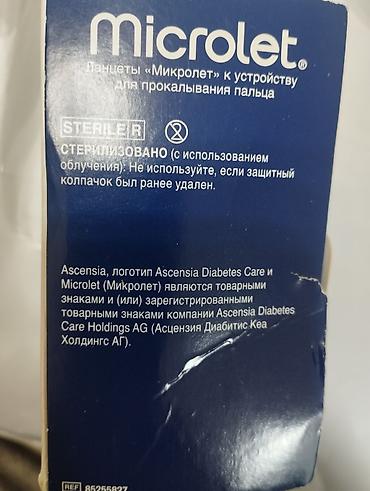 microlet®
Ланцеты «Микролет» к устройству
для прокалывания пальца
STERILE R
СТЕРИЛИЗОВАНО (с использованием
облучения). Не используйте, если защитный
колпачок был ранее удален.
Ascensia, логотип Ascensia Diabetes Care и
Microlet (Микролет) являются товарными
знаками и (или) зарегистрированными
товарными знаками компании Ascensia Diabetes
Care Holdings AG (Асцензия Диабитис Кеа
Холдингс АГ).
REF 85255827